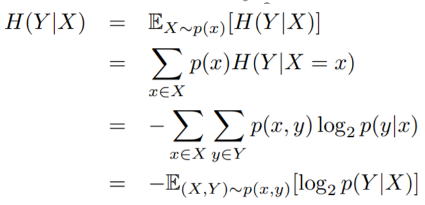 H(Y|X) = 𝔼_{X∼p(x)}[H(Y|X)]
= ∑_{x∈X} p(x)H(Y|X = x)
= − ∑_{x∈X} ∑_{y∈Y} p(x, y) log₂ p(y|x)
= −𝔼_{(X,Y)∼p(x,y)}[log₂ p(Y|X)]